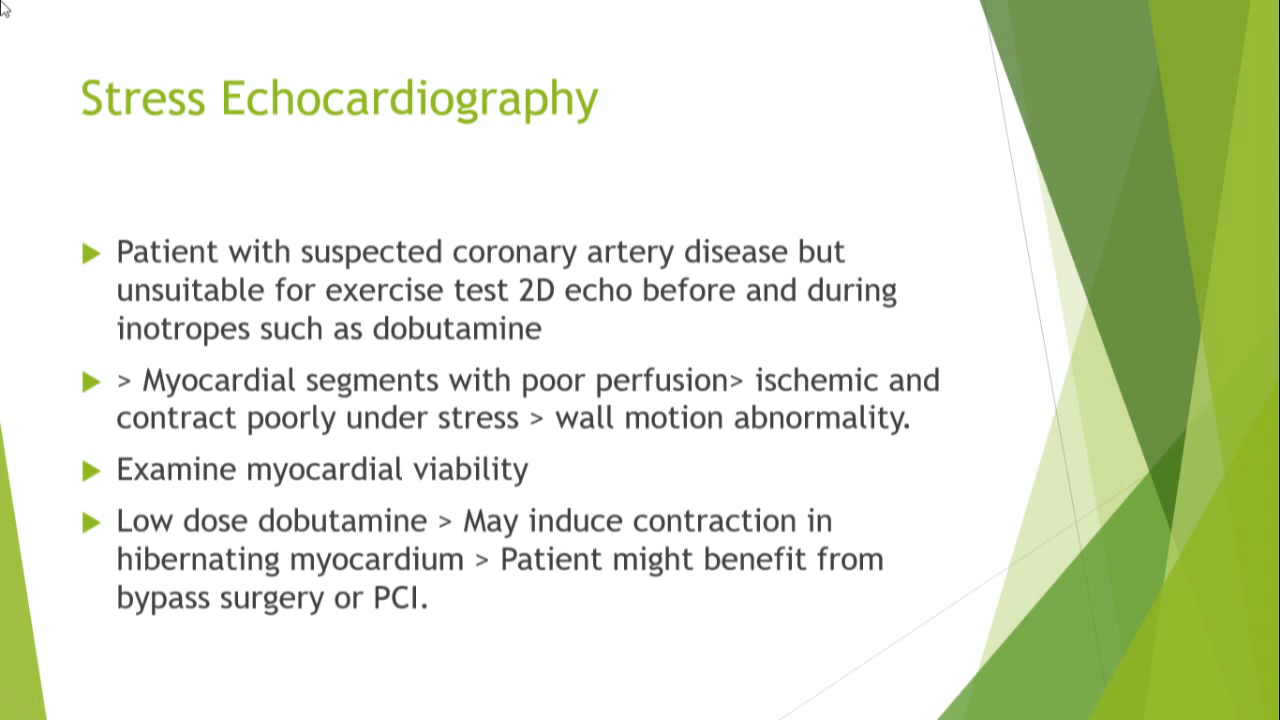 Stress Echocardiography
Patient with suspected coronary artery disease but
unsuitable for exercise test 2D echo before and during
inotropes such as dobutamine
> Myocardial segments with poor perfusion> ischemic and
contract poorly under stress > wall motion abnormality.
Examine myocardial viability
Low dose dobutamine > May induce contraction in
hibernating myocardium > Patient might benefit from
bypass surgery or PCI.